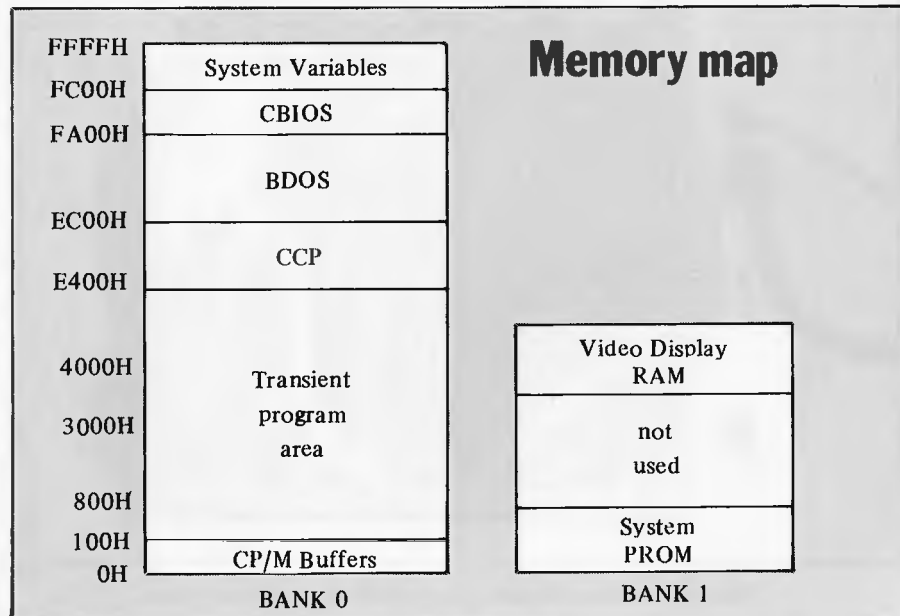 Memory map
FFFFH
System Variables
FC00H
CBIOS
FA00H
BDOS
EC00H
CCP
E400H
4000H
Transient
program
area
3000H
800H
100H
CP/M Buffers
0H
BANK 0
Video Display
RAM
not
used
System
PROM
BANK 1